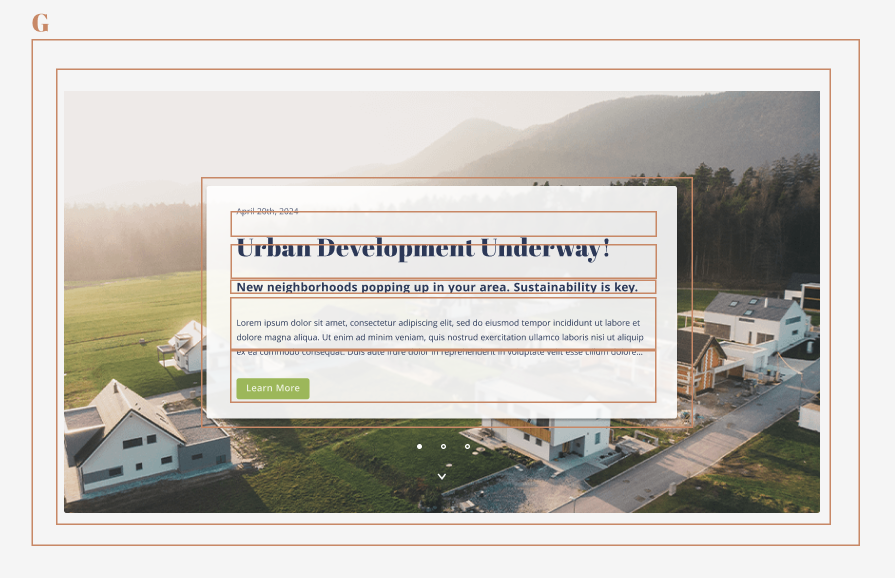 G
April 20th, 2024
Urban Development Underway!
New neighborhoods popping up in your area. Sustainability is key.
Lorem ipsum dolor sit amet, consectetur adipiscing elit, sed do eiusmod tempor incididunt ut labore et
dolore magna aliqua. Ut enim ad minim veniam, quis nostrud exercitation ullamco laboris nisi ut aliquip
ex ea commodo consequat. Duis aute irure dolor in reprehenderit in voluptate velit esse cillum dolore...
Learn More